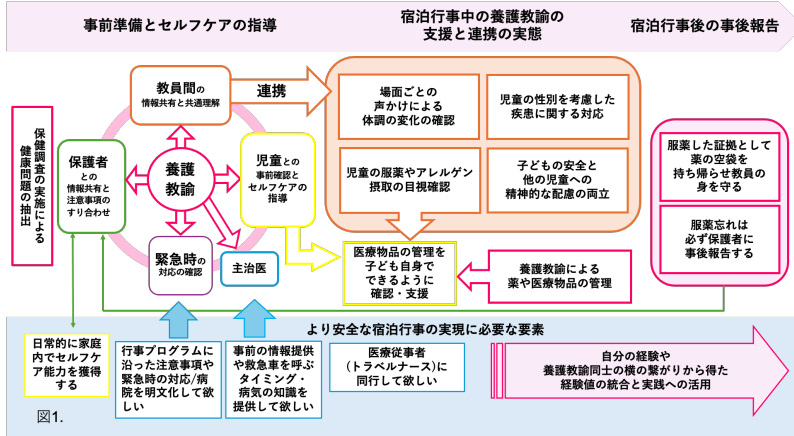 事前準備とセルフケアの指導
宿泊行事中の養護教諭の
支援と連携の実態
宿泊行事後の事後報告
保健調査の実施による
健康問題の抽出
教員間の
情報共有と共通理解
連携
保護者
との
情報共有と
注意事項の
すり合わせ
養護
教諭
児童との
事前確認と
セルフケアの
指導
緊急時の
対応の確認
主治医
場面ごとの
声かけによる
体調の変化の確認
児童の性別を考慮した
疾患に関する対応
児童の服薬やアレルゲン
摂取の目視確認
子どもの安全と
他の児童への
精神的な配慮の両立
医療物品の管理を
子ども自身で
できるように
確認・支援
養護教諭による
薬や医療物品の管理
服薬した証拠として
薬の空袋を
持ち帰らせ教員の
身を守る
服薬忘れは
必ず保護者に
事後報告する
より安全な宿泊行事の実現に必要な要素
日常的に家庭
内でセルフケ
ア能力を獲得
する
行事プログラムに
沿った注意事項や
緊急時の対応/病
院を明文化して欲
しい
事前の情報提供
や救急車を呼ぶ
タイミング・
病気の知識を
提供して欲しい
医療従事者
(トラベルナース)に
同行して欲しい
自分の経験や
養護教諭同士の横の繋がりから得た
経験値の統合と実践への活用
図1.